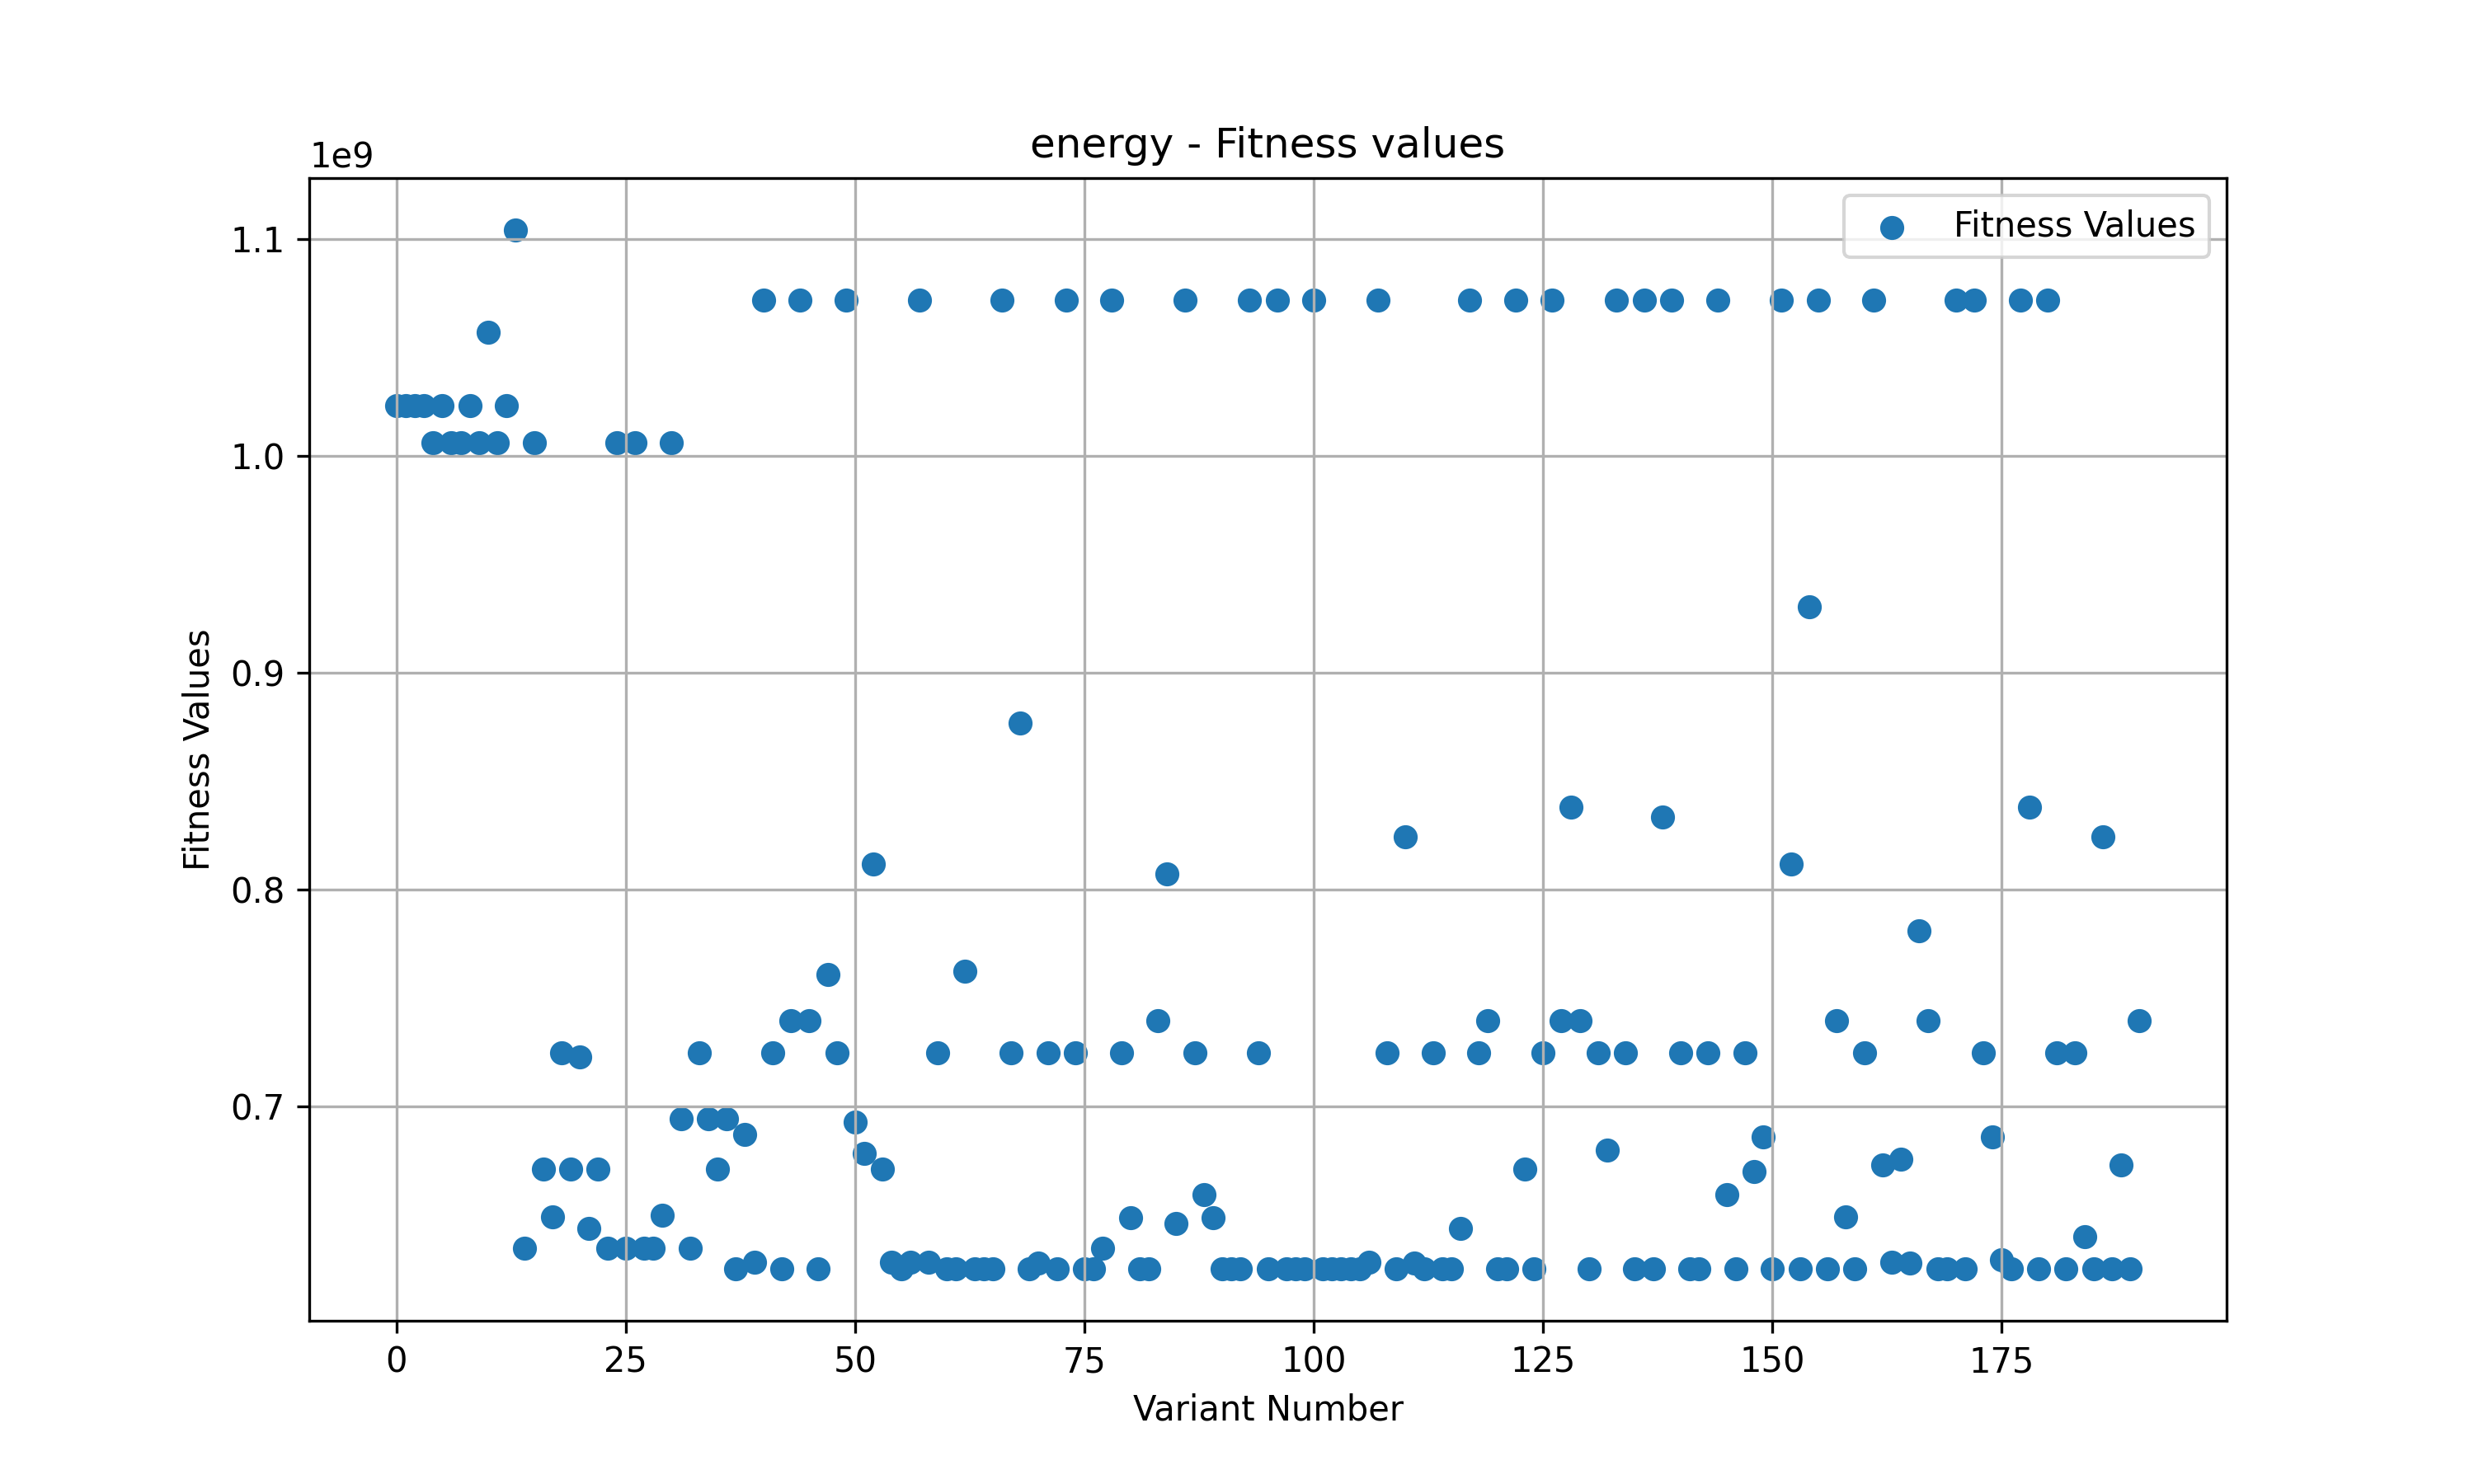 energy - Fitness values
1e9
Fitness Values
1.1
1.0
0.9
0.8
0.7
Fitness Values
0 25 50 75 100 125 150 175
Variant Number